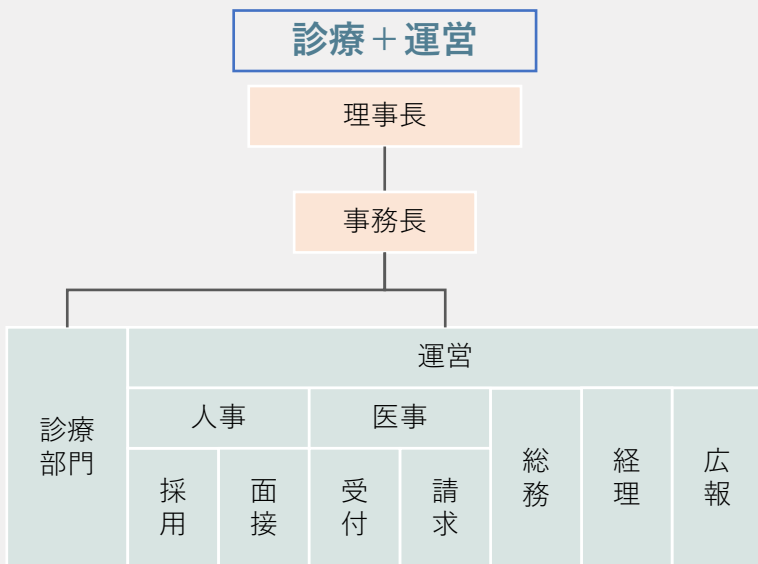 診療＋運営
理事長
事務長
診療
部門
運営
人事
医事
採用
面接
受付
請求
総務
経理
広報